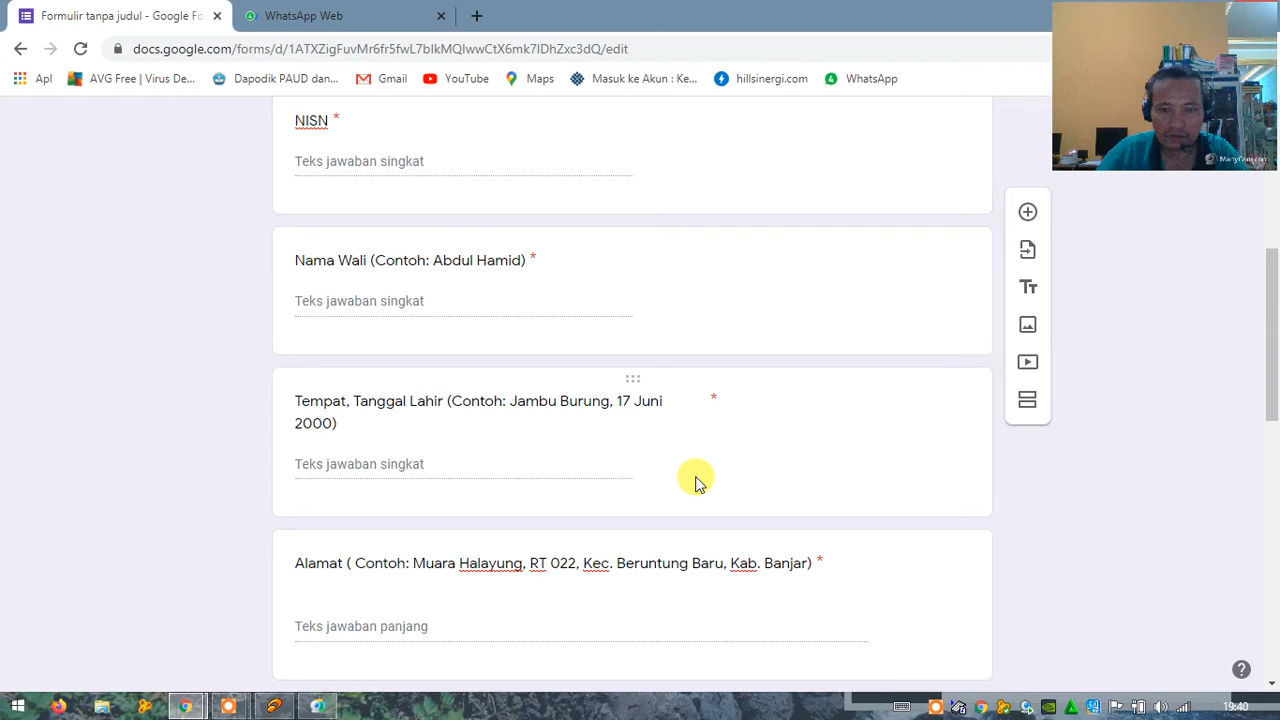 Formulir tanpa judul - Google Fo
WhatsApp Web
docs.google.com/forms/d/1ATXZigFuvMr6fr5fwL7bIkMQlwwCtX6mk7lDhZxc3dQ/edit
Apl
AVG Free | Virus De...
Dapodik PAUD dan...
Gmail
YouTube
Maps
Masuk ke Akun : Ke...
hillsinergi.com
WhatsApp
ManyCam.com
NISN *
Teks jawaban singkat
Nama Wali (Contoh: Abdul Hamid) *
Teks jawaban singkat
Tempat, Tanggal Lahir (Contoh: Jambu Burung, 17 Juni *
2000)
Teks jawaban singkat
Alamat ( Contoh: Muara Halayung, RT 022, Kec. Beruntung Baru, Kab. Banjar) *
Teks jawaban panjang
19:40